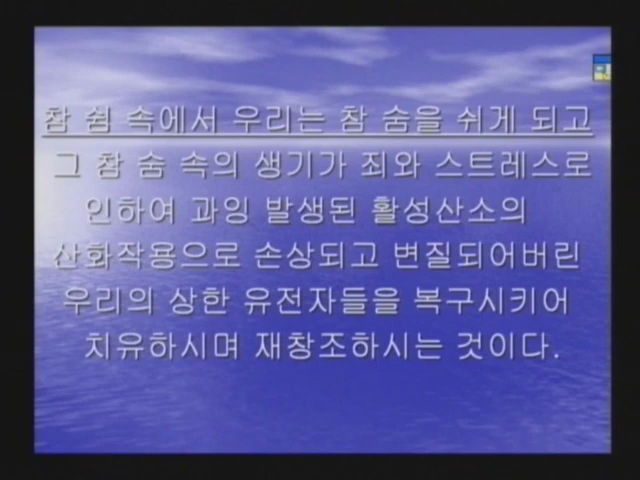 참 쉼 속에서 우리는 참 숨을 쉬게 되고
그 참 숨 속의 생기가 죄와 스트레스로
인하여 과잉 발생된 활성산소의
산화작용으로 손상되고 변질되어버린
우리의 상한 유전자들을 복구시키어
치유하시며 재창조하시는 것이다.